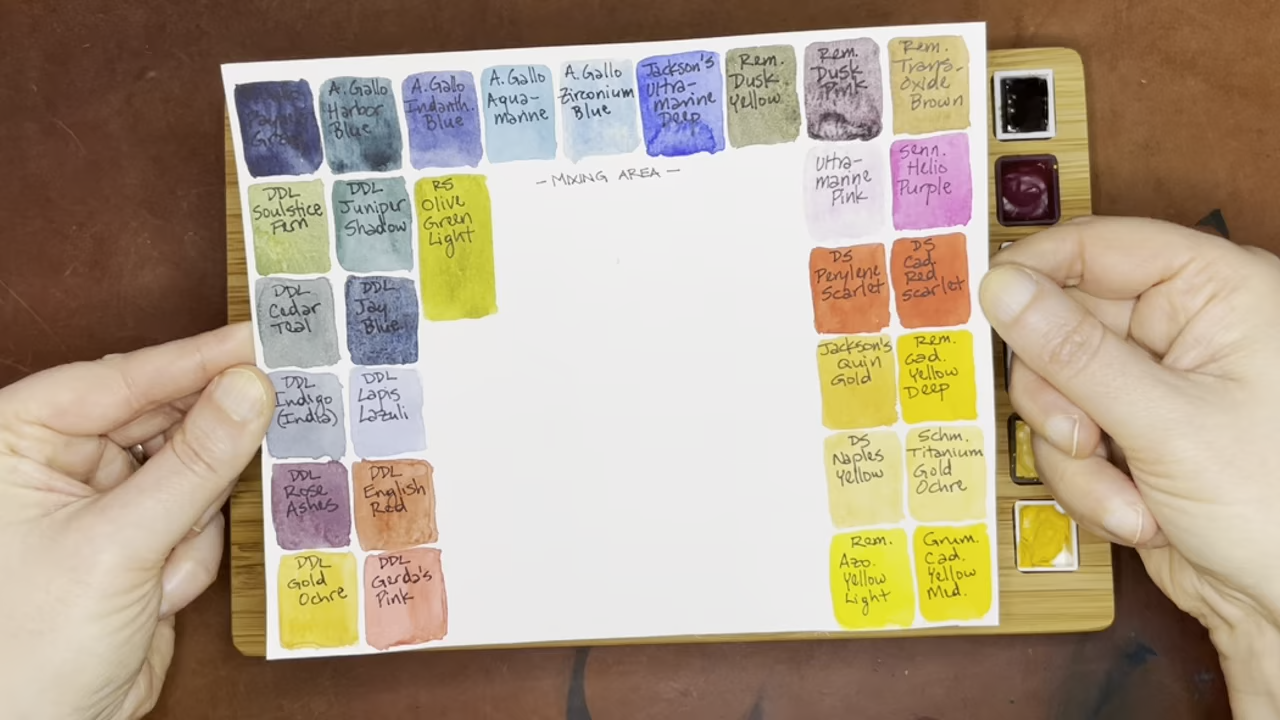 Payne's
Grey
A. Gallo
Harbor
Blue
A. Gallo
Indanth.
Blue
A. Gallo
Aqua-
marine
A. Gallo
Zirconium
Blue
Jackson's
Ultra-
marine
Deep
Rem.
Dusk
Yellow
Rem.
Dusk
Pink
Rem.
Trans-
Oxide
Brown
DDL
Soulstice
Fern
DDL
Juniper
Shadow
RS
Olive
Green
Light
- MIXING AREA -
Ultra-
marine
Pink
Senn.
Helio
Purple
DDL
Cedar
Teal
DDL
Jay
Blue
DS
Perylene
Scarlet
DS
Cad.
Red
Scarlet
DDL
Indigo
(India)
DDL
Lapis
Lazuli
Jackson's
Quin
Gold
Rem.
Cad.
Yellow
Deep
DDL
Rose
Ashes
DDL
English
Red
DS
Naples
Yellow
Schm.
Titanium
Gold
Ochre
DDL
Gold
Ochre
DDL
Gerda's
Pink
Rem.
Azo.
Yellow
Light
Grum.
Cad.
Yellow
Mid.